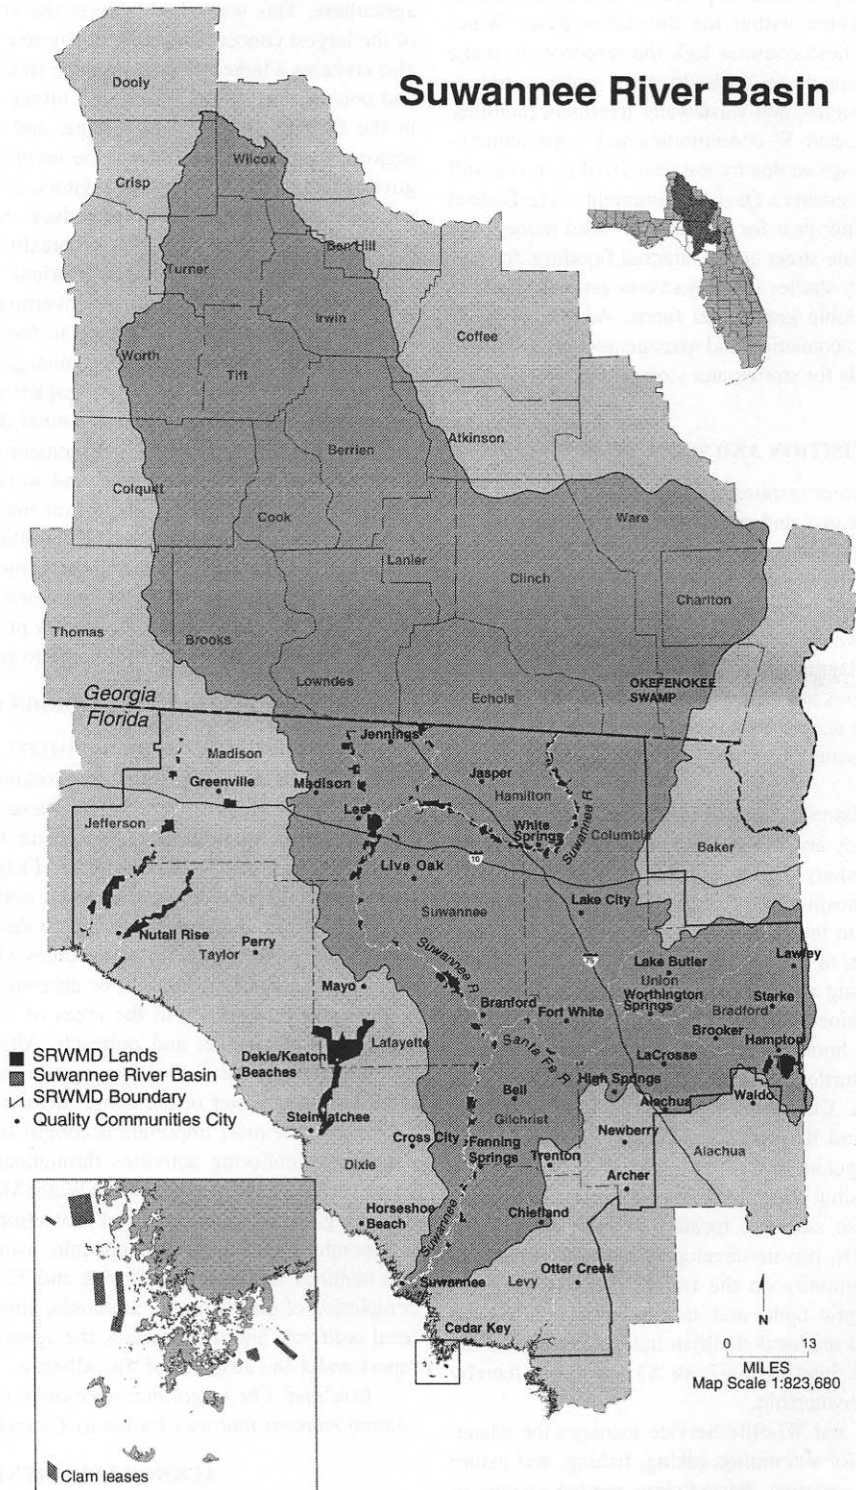 Suwannee River Basin
Dooly
Wilcox
Crisp
Ben Hill
Turner
Irwin
Coffee
Worth
Tift
Atkinson
Berrien
Colquitt
Cook
Ware
Lanier
Clinch
Charlton
Thomas
Brooks
Lowndes
Echols
OKEFENOKEE
SWAMP
Georgia
Florida
Jennings
Madison
Greenville
Madison
Jasper
Hamilton
Lee
Jefferson
White
Springs
Suwannee R
Columbia
Baker
10
Live Oak
Suwannee
Lake City
Nutall Rise
Perry
Taylor
75
Lake Butler
Union
Lawtey
Suwannee R
Mayo
Branford
Fort White
Worthington
Springs
Starke
Bradford
Brooker
Hampton
Lafayette
Santa Fe R
LaCrosse
Dekle/Keaton
Beaches
Bell
High Springs
Alachua
Waldo
Gilchrist
Steinhatchee
Cross City
Fanning
Springs
Newberry
Alachua
Trenton
Dixie
Archer
Horseshoe
Beach
Chiefland
Suwannee R
Suwannee
Levy
Otter Creek
Cedar Key
SRWMD Lands
Suwannee River Basin
SRWMD Boundary
Quality Communities City
Clam leases
N
0 13
MILES
Map Scale 1:823,680